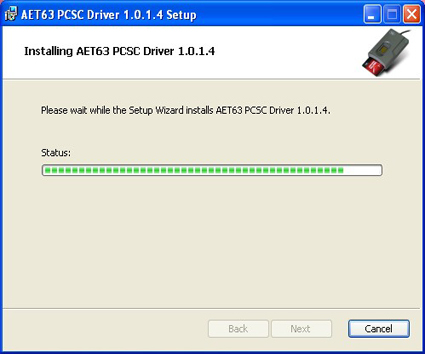 AET63 PCSC Driver 1.0.1.4 Setup
Installing AET63 PCSC Driver 1.0.1.4
Please wait while the Setup Wizard installs AET63 PCSC Driver 1.0.1.4.
Status:
Back Next Cancel